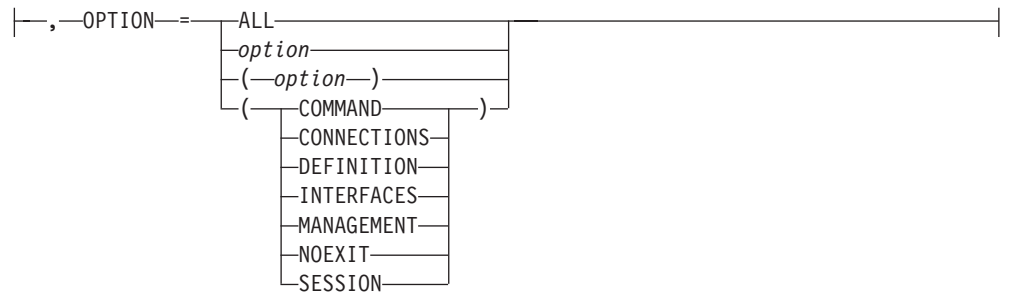 , OPTION = ALL
option
( option )
( COMMAND )
CONNECTIONS
DEFINITION
INTERFACES
MANAGEMENT
NOEXIT
SESSION